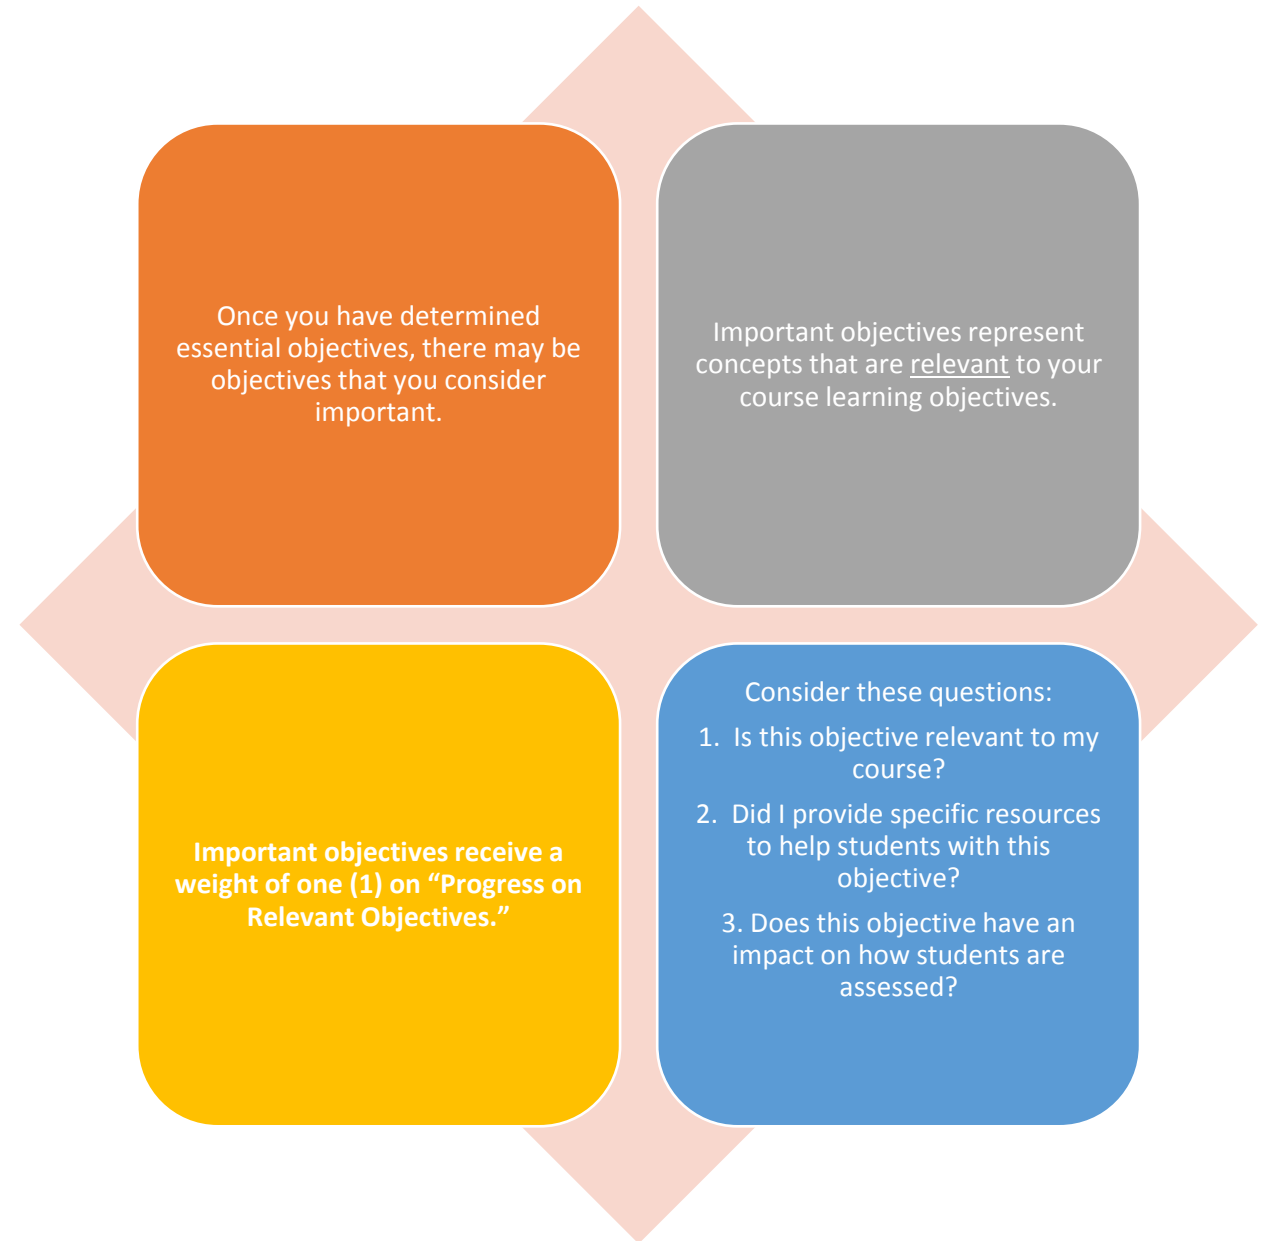 Once you have determined
essential objectives, there may be
objectives that you consider
important.
Important objectives represent
concepts that are relevant to your
course learning objectives.
Important objectives receive a
weight of one (1) on “Progress on
Relevant Objectives.”
Consider these questions:
1. Is this objective relevant to my
course?
2. Did I provide specific resources
to help students with this
objective?
3. Does this objective have an
impact on how students are
assessed?